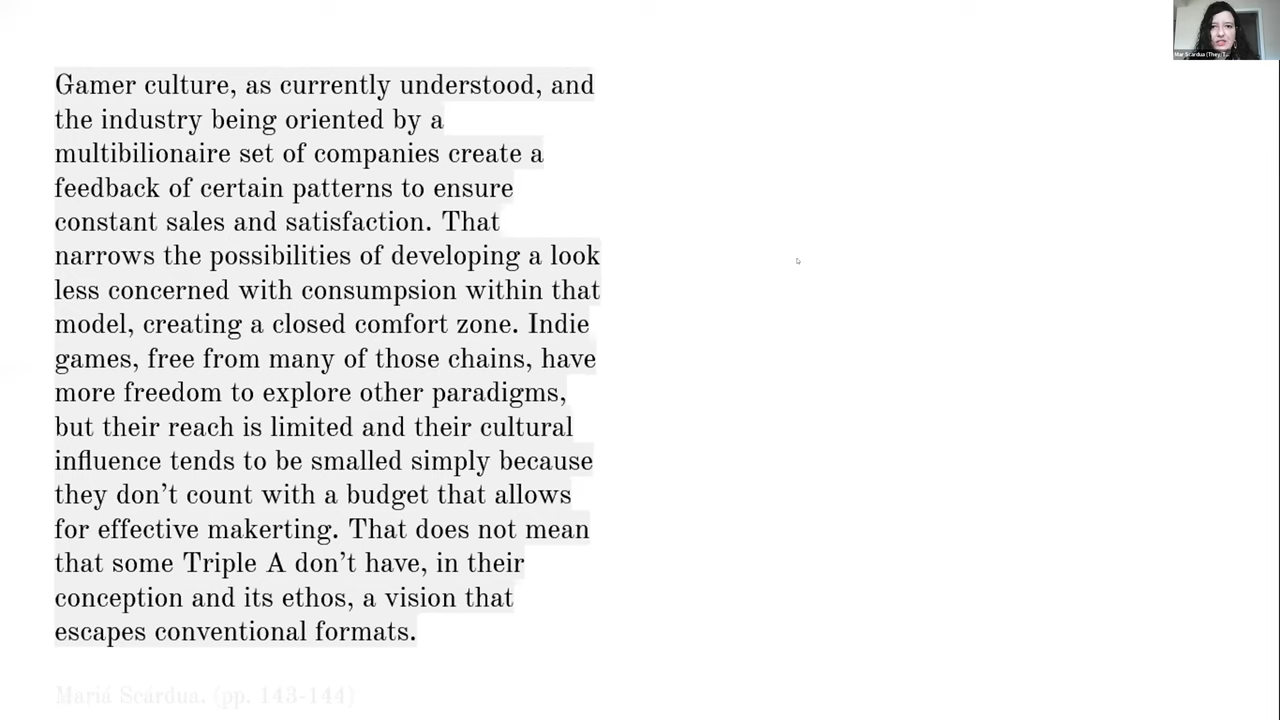 Gamer culture, as currently understood, and
the industry being oriented by a
multibilionaire set of companies create a
feedback of certain patterns to ensure
constant sales and satisfaction. That
narrows the possibilities of developing a look
less concerned with consumpsion within that
model, creating a closed comfort zone. Indie
games, free from many of those chains, have
more freedom to explore other paradigms,
but their reach is limited and their cultural
influence tends to be smalled simply because
they don't count with a budget that allows
for effective makerting. That does not mean
that some Triple A don't have, in their
conception and its ethos, a vision that
escapes conventional formats.
Mariá Scárdua. (pp. 143-144)
Mar Scárdua (They/T...